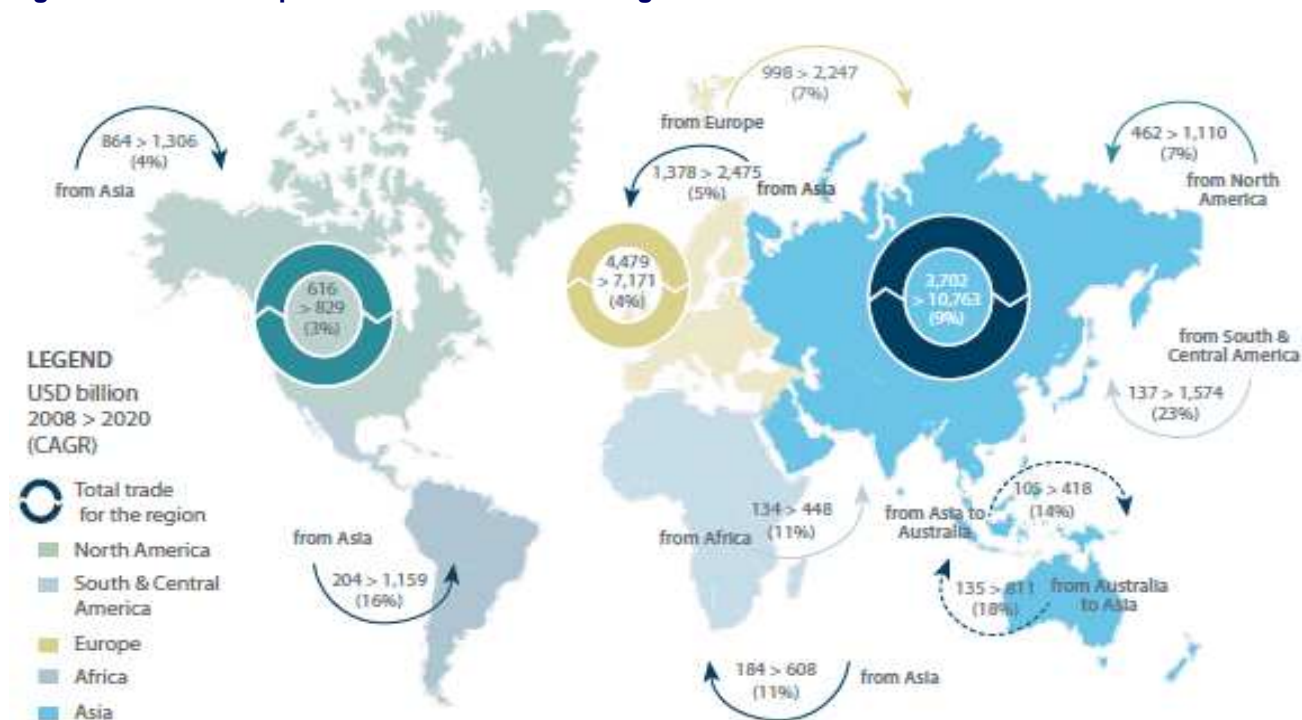 864 > 1,306
(4%)
from Asia
998 > 2,247
(7%)
from Europe
1,378 > 2,475
(5%)
from Asia
462 > 1,110
(7%)
from North
America
616
> 829
(3%)
4,479
> 7,171
(4%)
> 10,763
(9%)
from South &
Central America
137 > 1,574
(23%)
LEGEND
USD billion
2008 > 2020
(CAGR)
Total trade
for the region
North America
South & Central
America
Europe
Africa
Asia
from Asia
204 > 1,159
(16%)
from Africa
134 > 448
(11%)
from Asia to
Australia
105 > 418
(14%)
135 >
(18%)
from Australia
to Asia
184 > 608
(11%)
from Asia